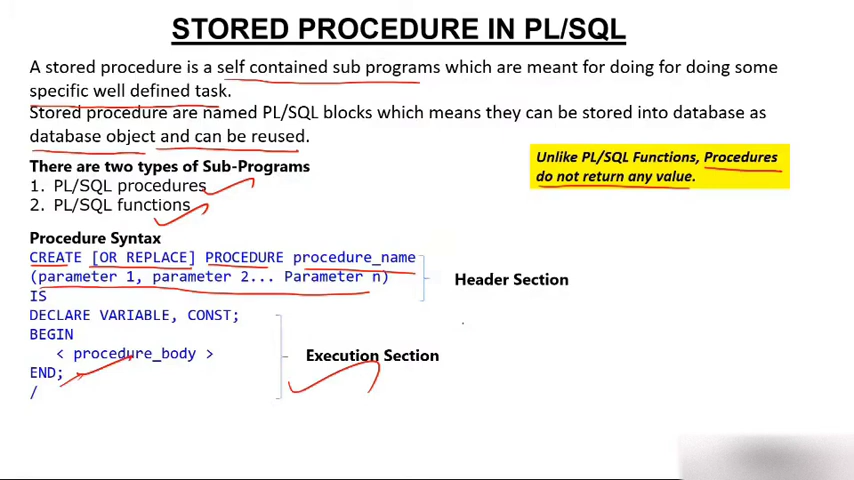 STORED PROCEDURE IN PL/SQL
A stored procedure is a self contained sub programs which are meant for doing for doing some
specific well defined task.
Stored procedure are named PL/SQL blocks which means they can be stored into database as
database object and can be reused.
Unlike PL/SQL Functions, Procedures
do not return any value.
There are two types of Sub-Programs
1. PL/SQL procedures
2. PL/SQL functions
Procedure Syntax
CREATE [OR REPLACE] PROCEDURE procedure_name
(parameter 1, parameter 2... Parameter n)
Header Section
IS
DECLARE VARIABLE, CONST;
BEGIN
< procedure_body >
Execution Section
END;
/